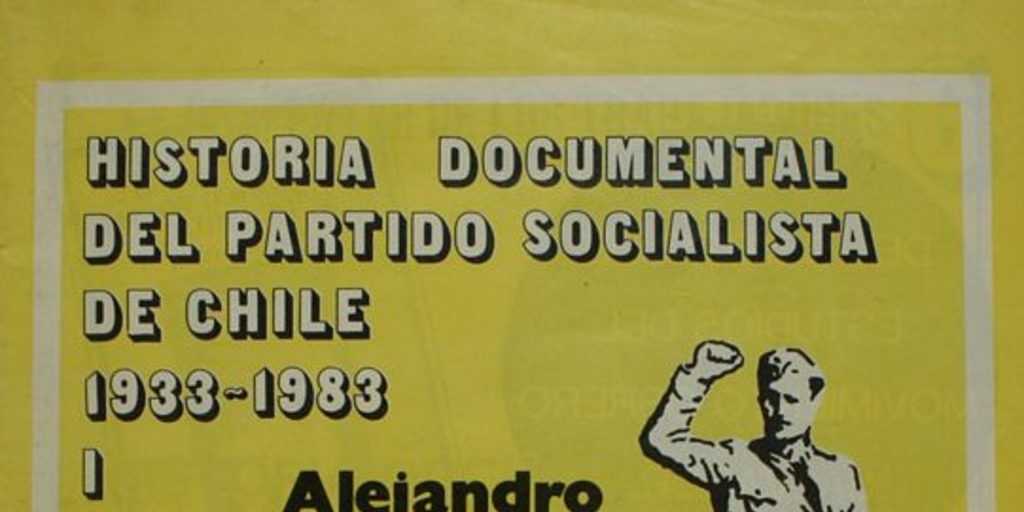 HISTORIA DOCUMENTAL
DEL PARTIDO SOCIALISTA
DE CHILE
1933~1983
I
Alejandro